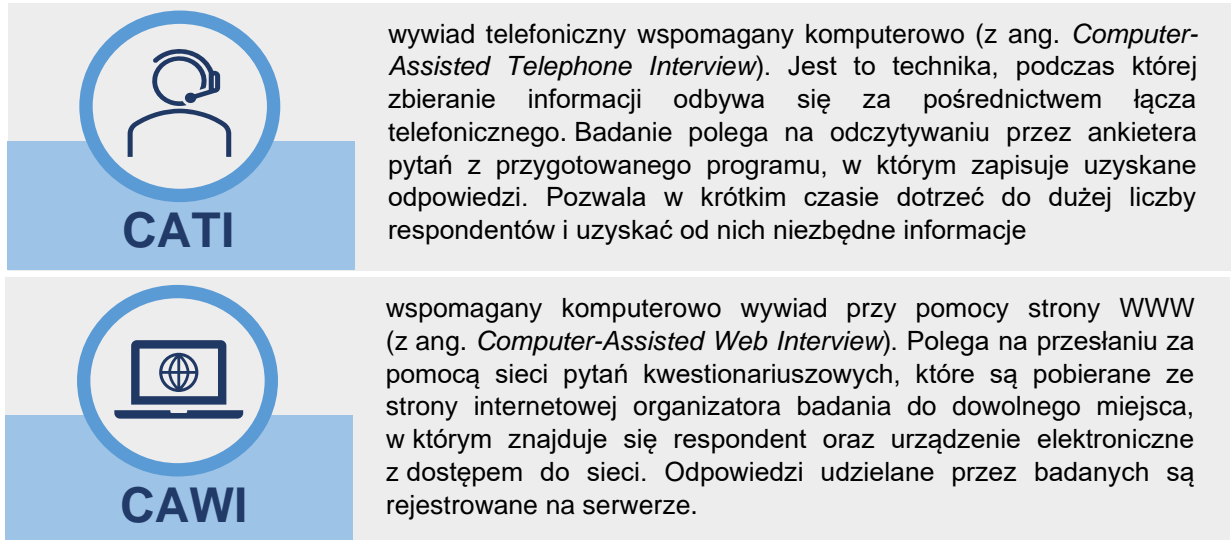 CATI
wywiad telefoniczny wspomagany komputerowo (z ang. Computer-
Assisted Telephone Interview). Jest to technika, podczas której
zbieranie informacji odbywa się za pośrednictwem łącza
telefonicznego. Badanie polega na odczytywaniu przez ankietera
pytań z przygotowanego programu, w którym zapisuje uzyskane
odpowiedzi. Pozwala w krótkim czasie dotrzeć do dużej liczby
respondentów i uzyskać od nich niezbędne informacje
CAWI
wspomagany komputerowo wywiad przy pomocy strony WWW
(z ang. Computer-Assisted Web Interview). Polega na przesłaniu za
pomocą sieci pytań kwestionariuszowych, które są pobierane ze
strony internetowej organizatora badania do dowolnego miejsca,
w którym znajduje się respondent oraz urządzenie elektroniczne
z dostępem do sieci. Odpowiedzi udzielane przez badanych są
rejestrowane na serwerze.